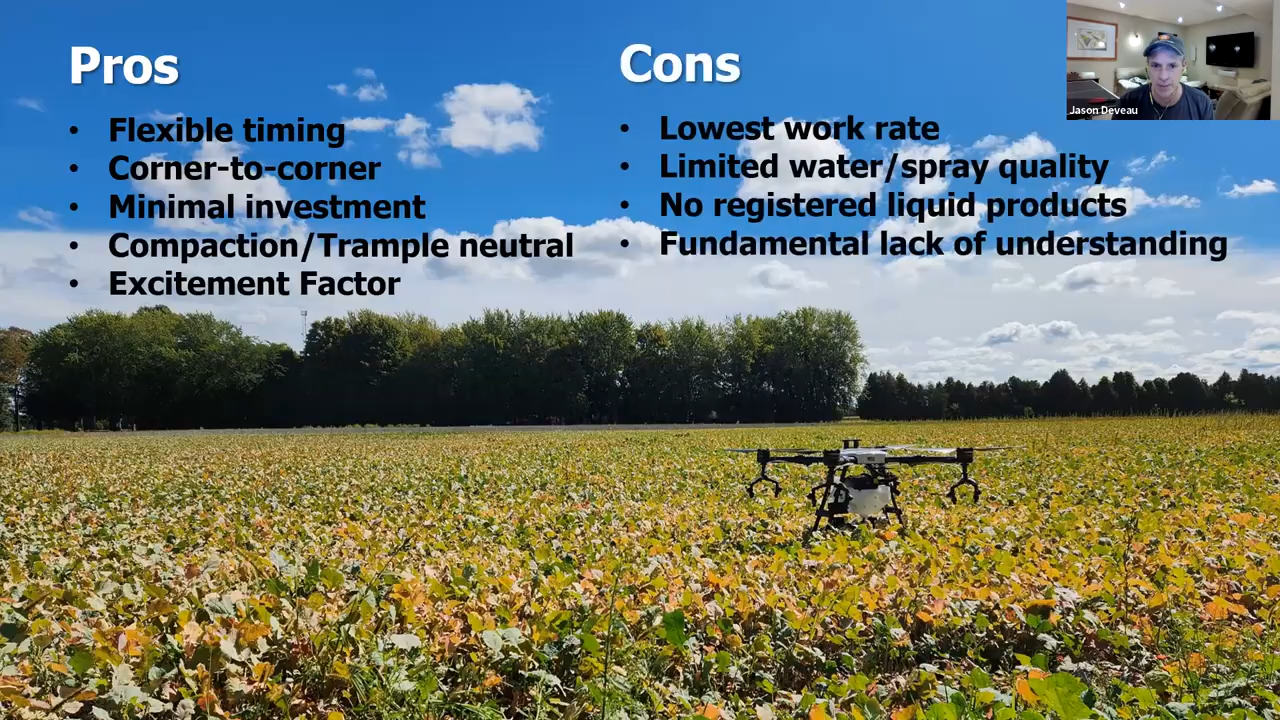 Pros
• Flexible timing
• Corner-to-corner
• Minimal investment
• Compaction/Trample neutral
• Excitement Factor
Cons
• Lowest work rate
• Limited water/spray quality
• No registered liquid products
• Fundamental lack of understanding
Jason Deveau